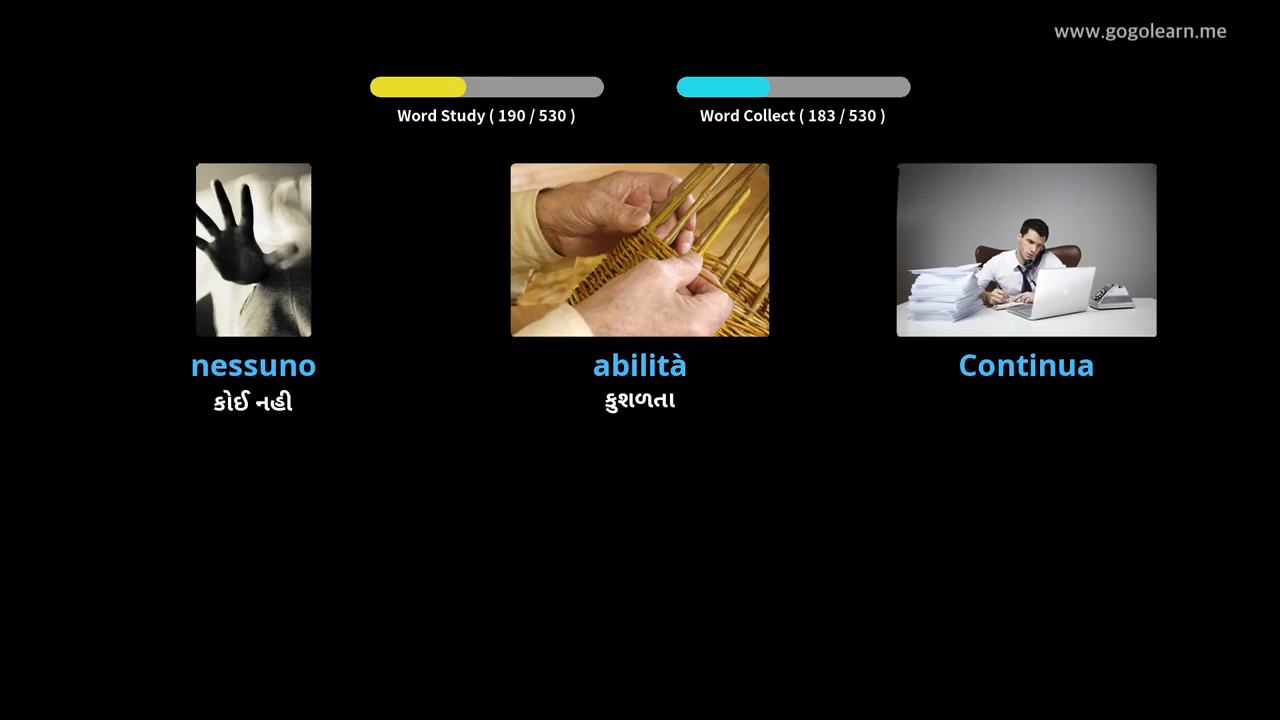 www.gogolearn.me
Word Study ( 190 / 530 )
Word Collect ( 183 / 530 )
nessuno
કોઈ નહી
abilità
કુશળતા
Continua